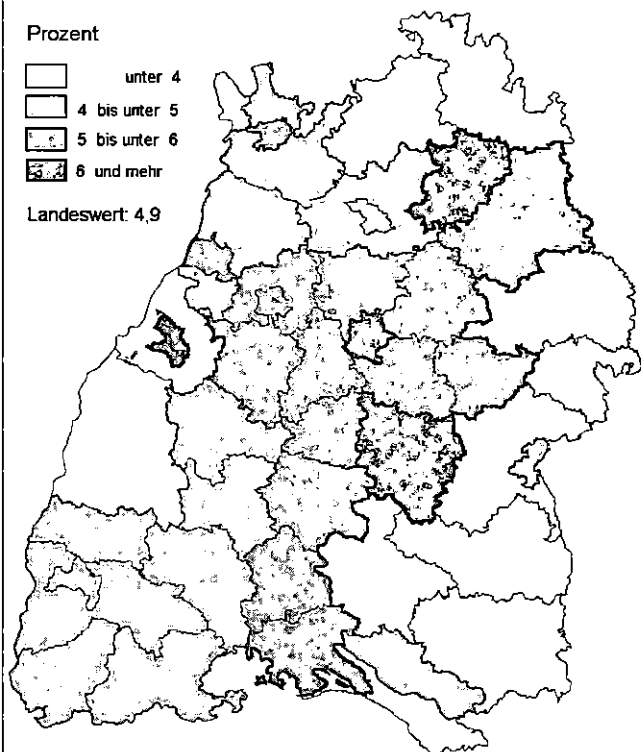 Prozent
unter 4
4 bis unter 5
5 bis unter 6
6 und mehr
Landeswert: 4,9